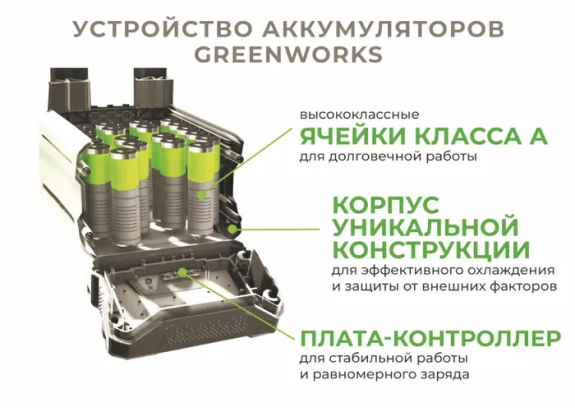 УСТРОЙСТВО АККУМУЛЯТОРОВ
GREENWORKS
высококлассные
ЯЧЕЙКИ КЛАССА А
для долговечной работы
КОРПУС
УНИКАЛЬНОЙ
КОНСТРУКЦИИ
для эффективного охлаждения
и защиты от внешних факторов
ПЛАТА-КОНТРОЛЛЕР
для стабильной работы
и равномерного заряда